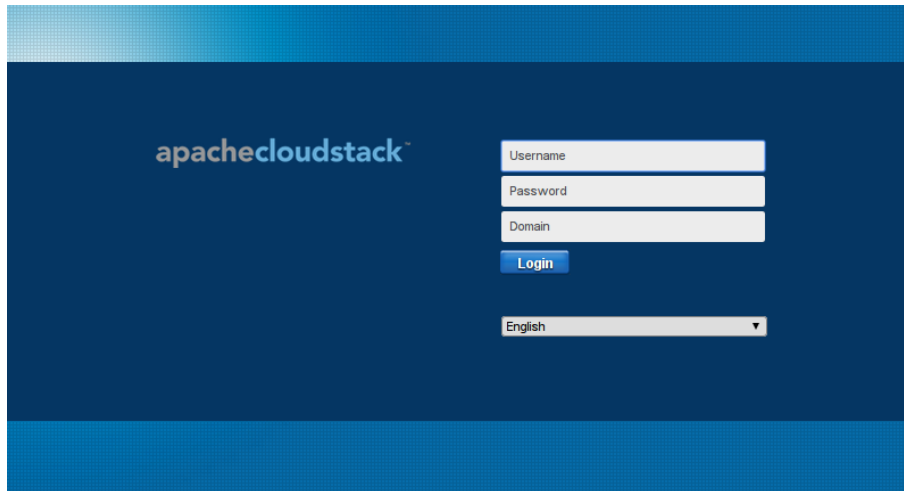 apachecloudstack™
Username
Password
Domain
Login
English